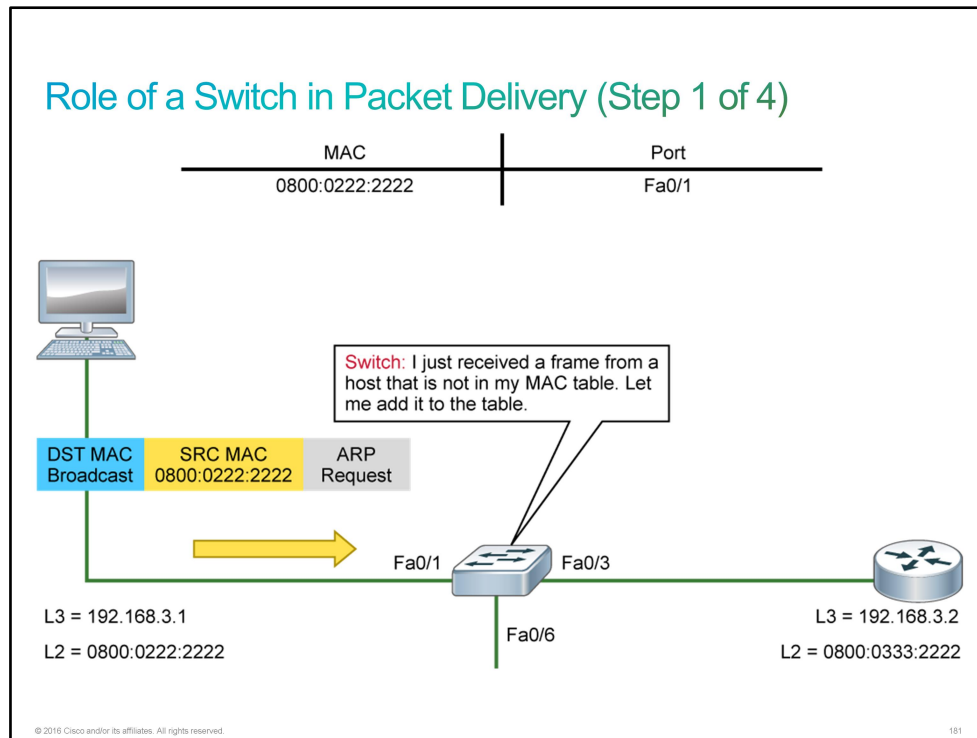 Role of a Switch in Packet Delivery (Step 1 of 4)
MAC Port
0800:0222:2222 Fa0/1
Switch: I just received a frame from a
host that is not in my MAC table. Let
me add it to the table.
DST MAC
Broadcast
SRC MAC
0800:0222:2222
ARP
Request
Fa0/1
Fa0/3
Fa0/6
L3 = 192.168.3.1
L2 = 0800:0222:2222
L3 = 192.168.3.2
L2 = 0800:0333:2222
© 2016 Cisco and/or its affiliates. All rights reserved.
181